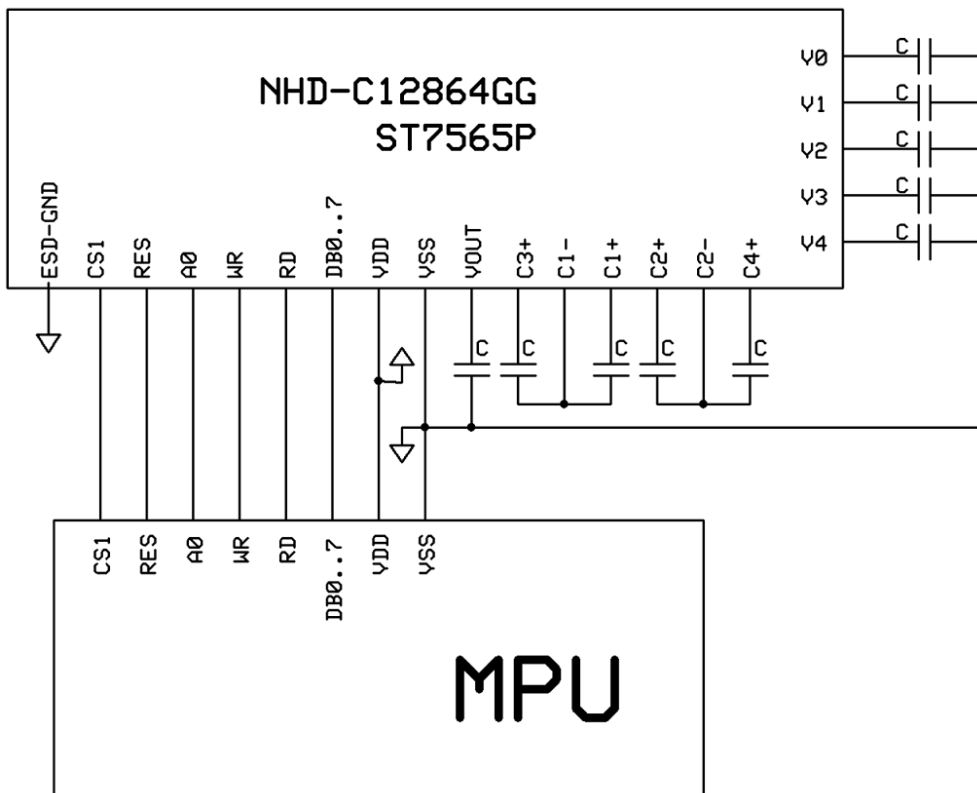 NHD-C12864GG
ST7565P
V0
C
V1
C
V2
C
V3
C
V4
C
ESD-GND
CS1
RES
A0
WR
RD
DB0..7
VDD
VSS
VOUT
C3+
C1-
C1+
C2+
C2-
C4+
C
C
C
C
C
CS1
RES
A0
WR
RD
DB0..7
VDD
VSS
MPU